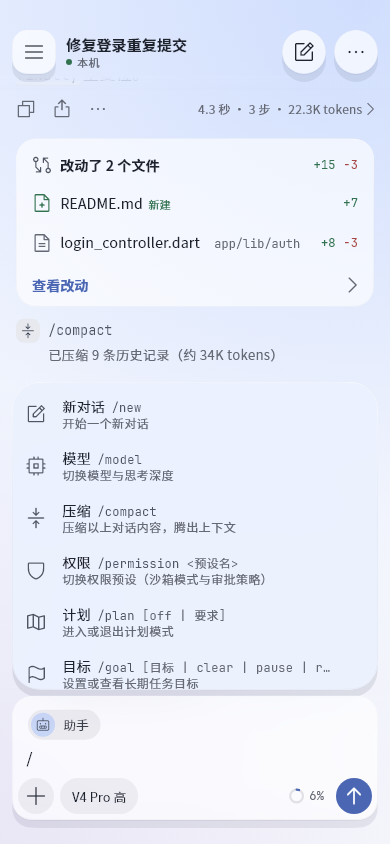 修复登录重复提交
本机
4.3 秒 · 3 步 · 22.3K tokens
改动了 2 个文件 +15 -3
README.md 新建 +7
login_controller.dart app/lib/auth +8 -3
查看改动
/compact
已压缩 9 条历史记录（约 34K tokens）
新对话 /new
开始一个新对话
模型 /model
切换模型与思考深度
压缩 /compact
压缩以上对话内容，腾出上下文
权限 /permission <预设名>
切换权限预设（沙箱模式与审批策略）
计划 /plan [off | 要求]
进入或退出计划模式
目标 /goal [目标 | clear | pause | r…
设置或查看长期任务目标
助手
/
V4 Pro 高 6%